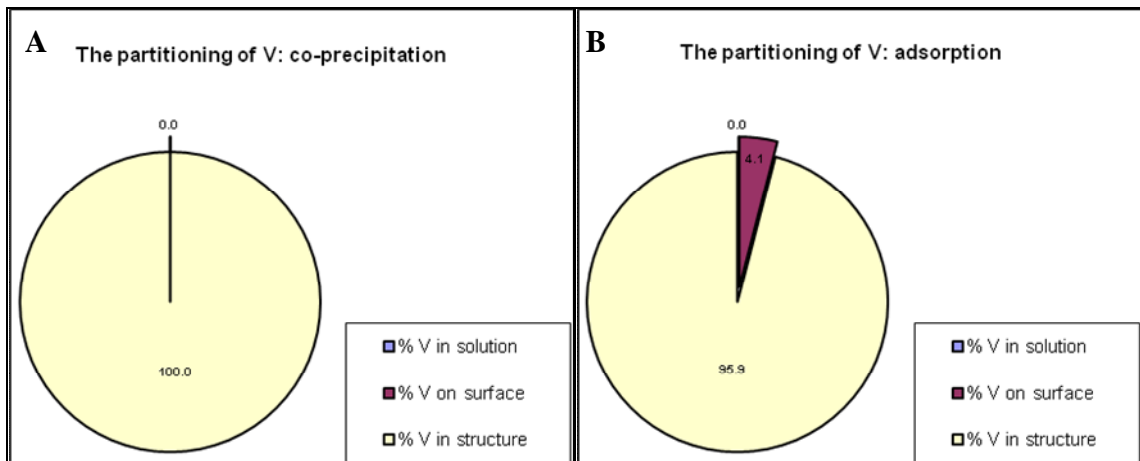 A
The partitioning of V: co-precipitation
0.0
100.0
% V in solution
% V on surface
% V in structure
B
The partitioning of V: adsorption
0.0
4.1
95.9
% V in solution
% V on surface
% V in structure